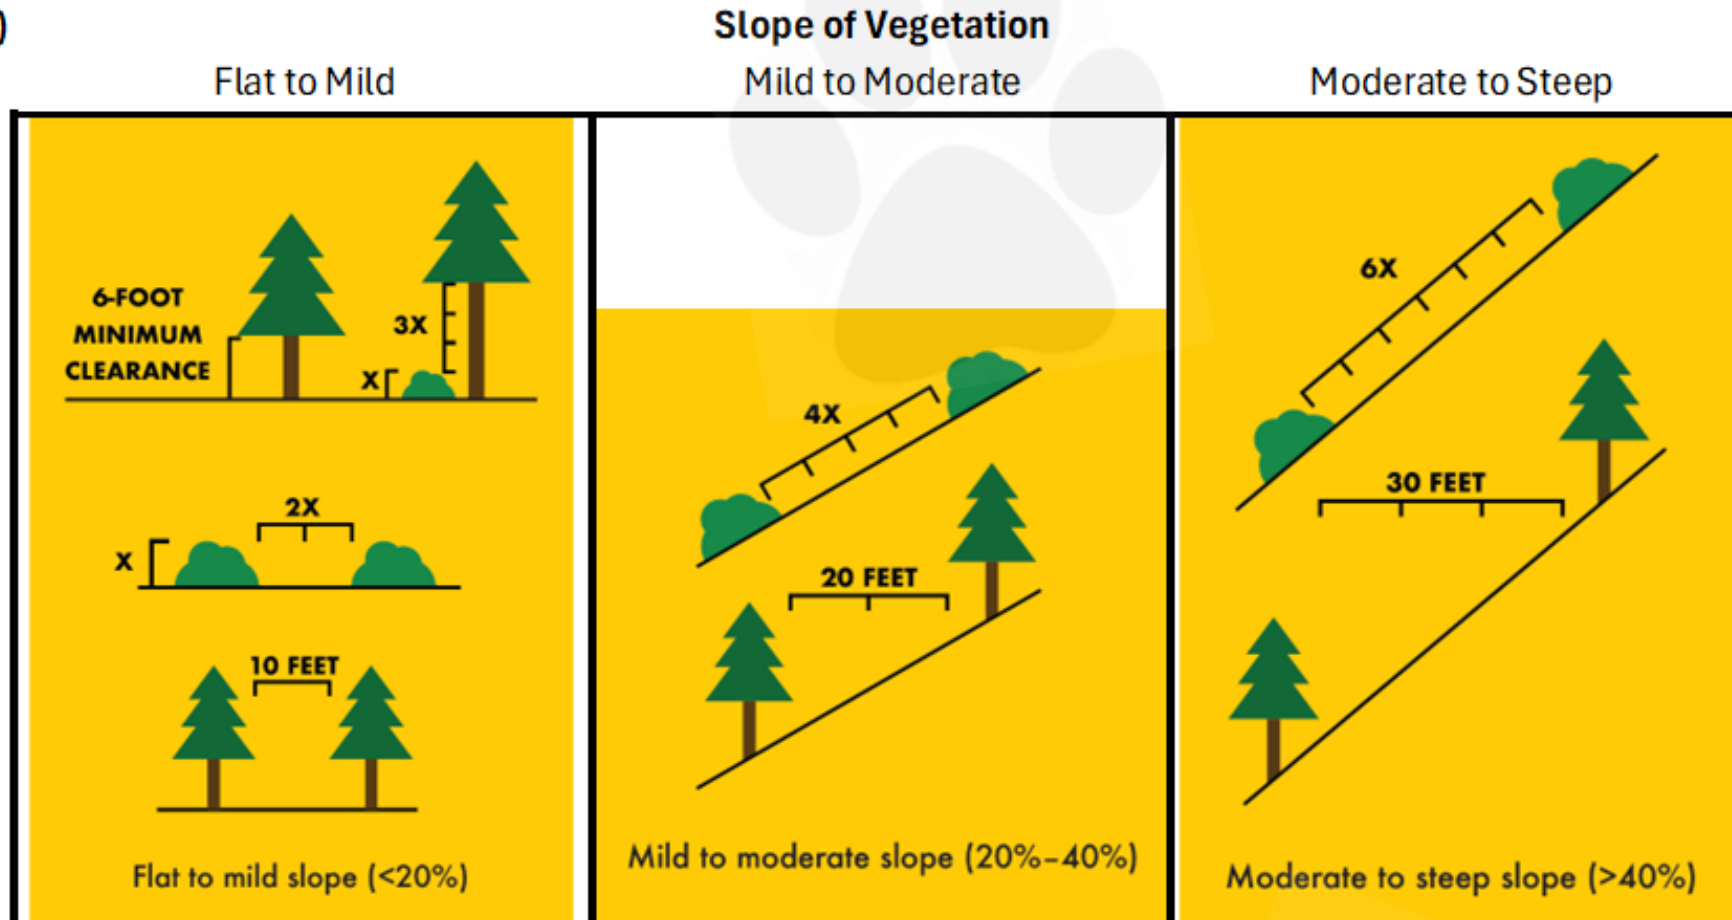 )
Slope of Vegetation
Flat to Mild
Mild to Moderate
Moderate to Steep
6-FOOT
MINIMUM
CLEARANCE
3X
X
2X
X
10 FEET
Flat to mild slope (<20%)
4X
20 FEET
Mild to moderate slope (20%–40%)
6X
30 FEET
Moderate to steep slope (>40%)